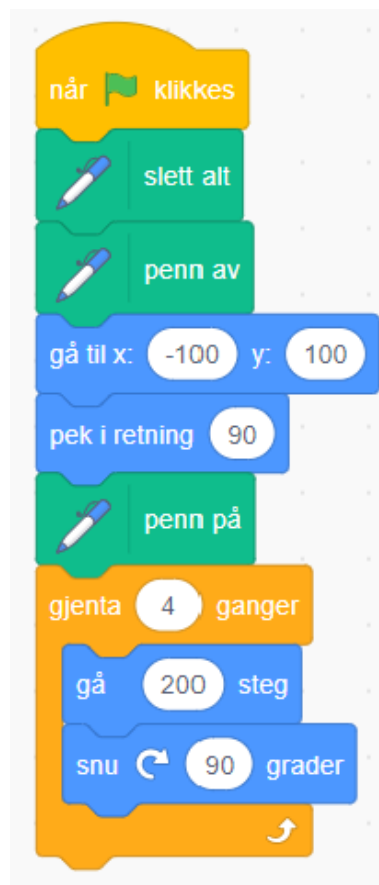 når klikkes
slett alt
penn av
gå til x: -100 y: 100
pek i retning 90
penn på
gjenta 4 ganger
gå 200 steg
snu 90 grader